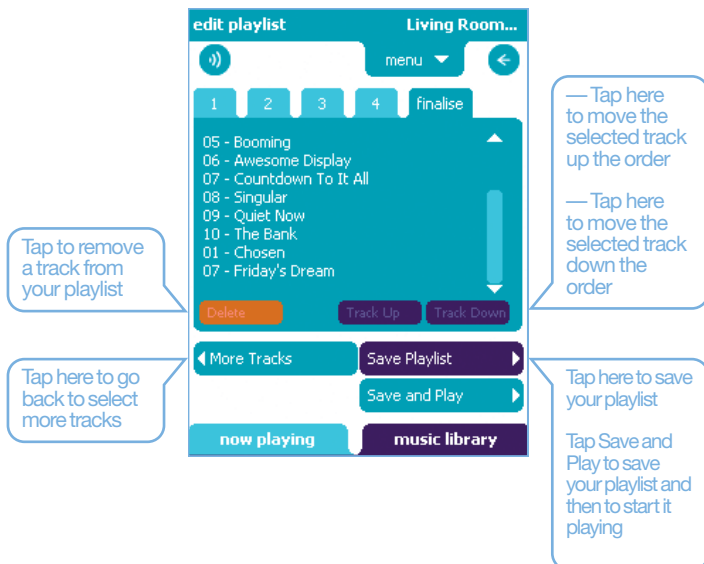 edit playlist Living Room...
menu
1 2 3 4 finalise
05 - Booming
06 - Awesome Display
07 - Countdown To It All
08 - Singular
09 - Quiet Now
10 - The Bank
01 - Chosen
07 - Friday's Dream
Delete Track Up Track Down
More Tracks Save Playlist
Save and Play
now playing music library
Tap to remove
a track from
your playlist
Tap here to go
back to select
more tracks
— Tap here
to move the
selected track
up the order
— Tap here
to move the
selected track
down the
order
Tap here to save
your playlist
Tap Save and
Play to save
your playlist and
then to start it
playing